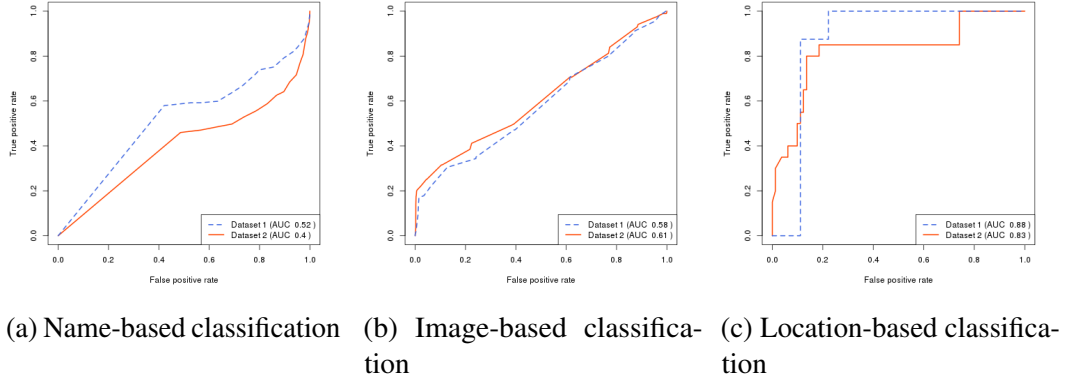 True positive rate
1.0
0.8
0.6
0.4
0.2
0.0
Dataset 1 (AUC 0.52 )
Dataset 2 (AUC 0.4 )
0.0 0.2 0.4 0.6 0.8 1.0
False positive rate
True positive rate
1.0
0.8
0.6
0.4
0.2
0.0
Dataset 1 (AUC 0.58 )
Dataset 2 (AUC 0.61 )
0.0 0.2 0.4 0.6 0.8 1.0
False positive rate
True positive rate
1.0
0.8
0.6
0.4
0.2
0.0
Dataset 1 (AUC 0.88 )
Dataset 2 (AUC 0.83 )
0.0 0.2 0.4 0.6 0.8 1.0
False positive rate
(a) Name-based classification
(b) Image-based classifica-
tion
(c) Location-based classifica-
tion